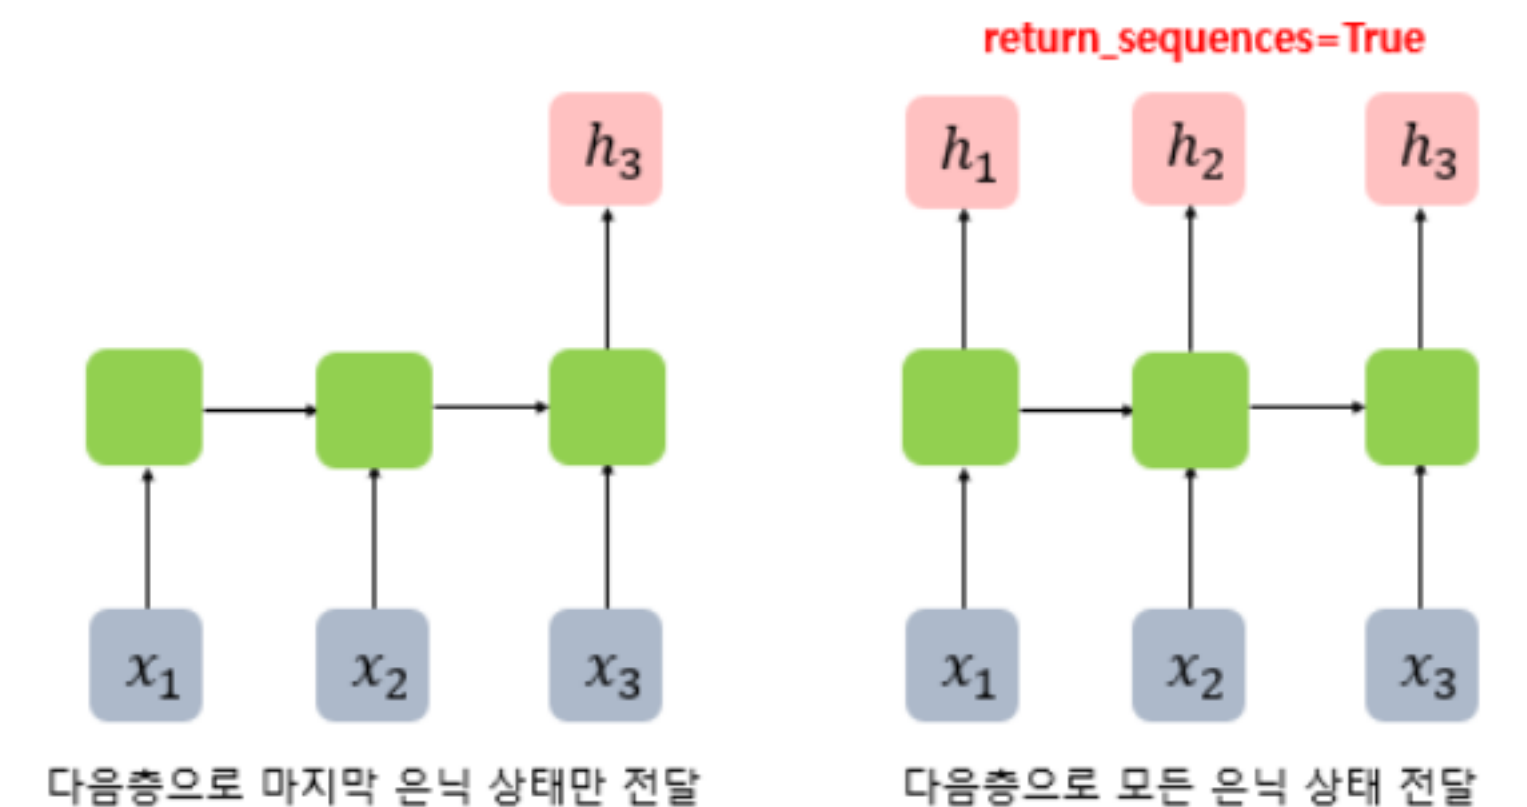 return_sequences=True
h3
h1 h2 h3
x1 x2 x3
x1 x2 x3
다음층으로 마지막 은닉 상태만 전달
다음층으로 모든 은닉 상태 전달